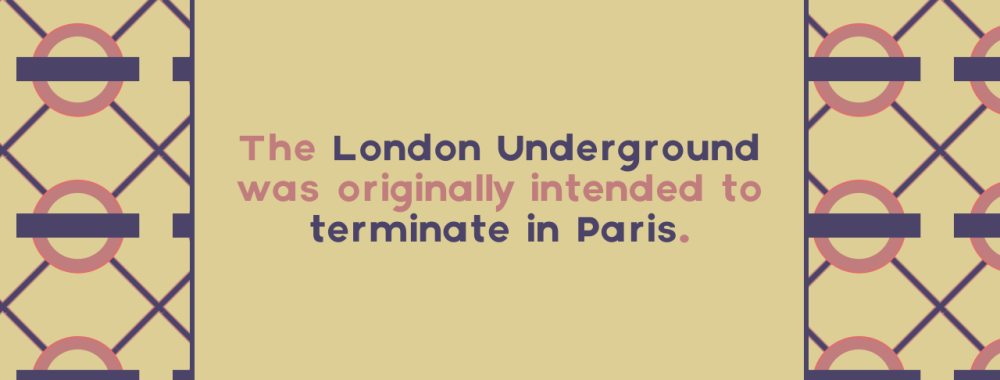 The London Underground
was originally intended to
terminate in Paris.